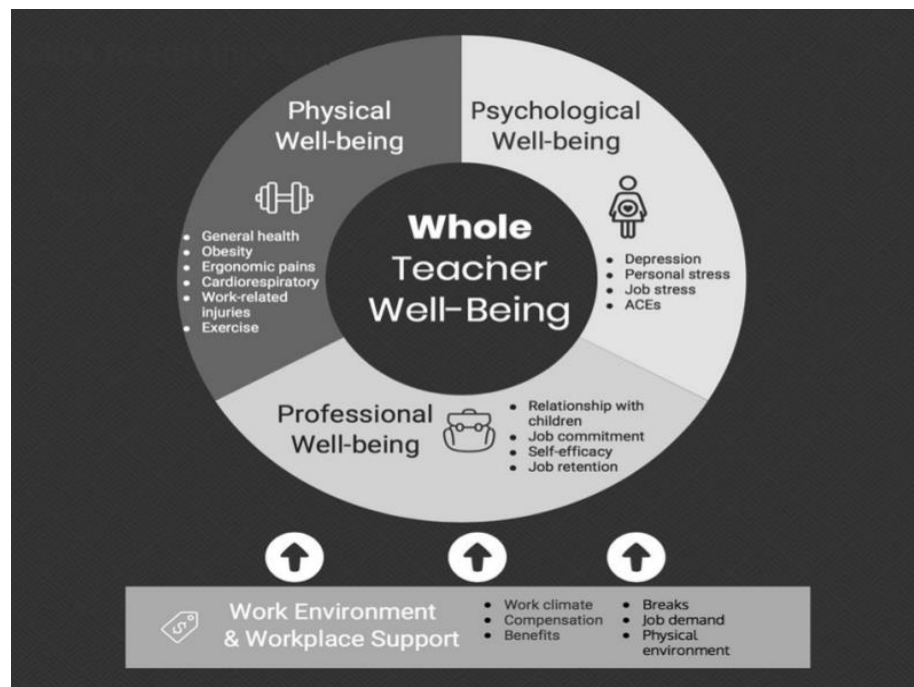 Physical
Well-being
• General health
• Obesity
• Ergonomic pains
• Cardiorespiratory
• Work-related
injuries
• Exercise
Psychological
Well-being
• Depression
• Personal stress
• Job stress
• ACEs
Whole
Teacher
Well-Being
Professional
Well-being
• Relationship with
children
• Job commitment
• Self-efficacy
• Job retention
Work Environment
& Workplace Support
• Work climate
• Compensation
• Benefits
• Breaks
• Job demand
• Physical
environment